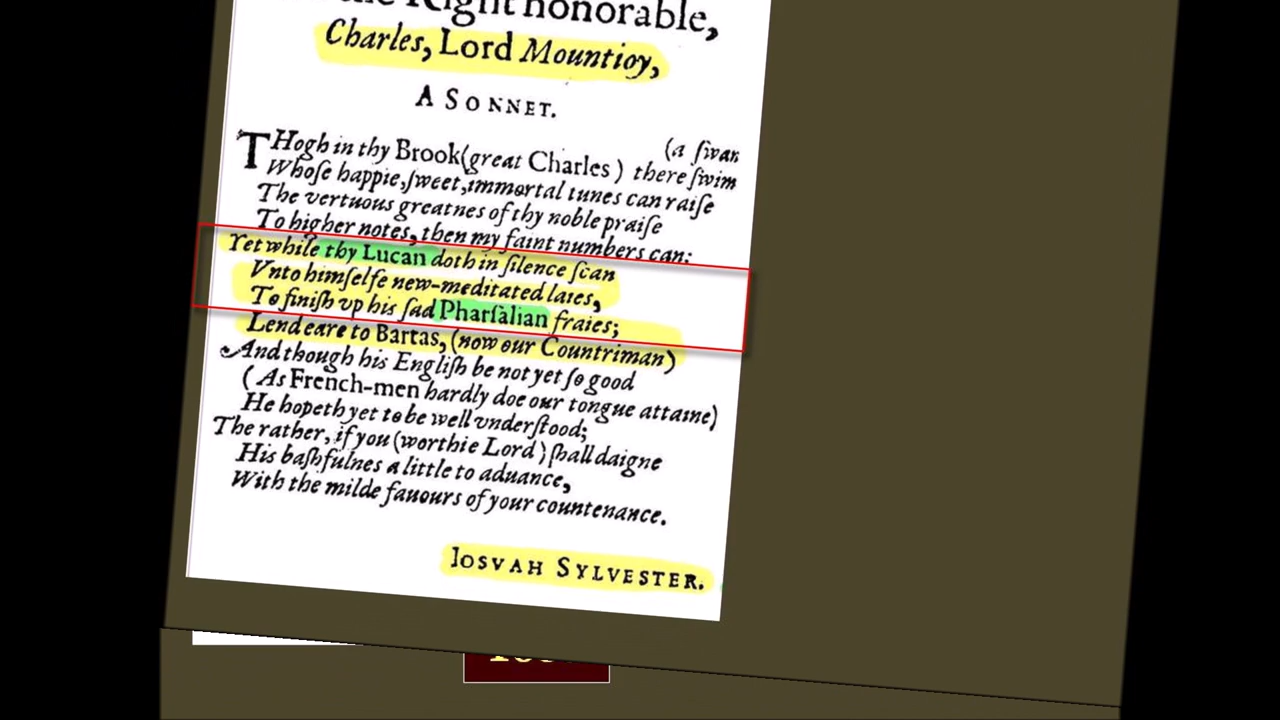 Right honorable,
Charles, Lord Mountioy,
A SONNET.
(a ſwan
THogh in thy Brook(great Charles) there ſwim
Whoſe happie,ſweet,immortal tunes can raiſe
The vertuous greatnes of thy noble praiſe
To higher notes, then my faint numbers can:
Yet while thy Lucan doth in ſilence ſcan
Vnto himſelfe new-meditated laies,
To finiſh vp his ſad Pharſàlian fraies;
Lend eare to Bartas, (now our Countriman)
And though his Engliſh be not yet ſo good
(As French-men hardly doe our tongue attaine)
He hopeth yet to be well vnderſtood;
The rather, if you (worthie Lord) ſhall daigne
His baſhfulnes a little to aduance,
With the milde fauours of your countenance.
IOSVAH SYLVESTER.